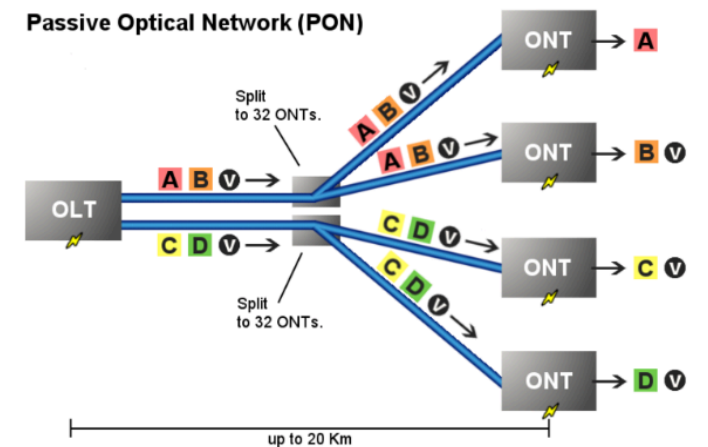 Passive Optical Network (PON)
ONT
A
Split
to 32 ONTs.
A B V
A B V
ONT
B V
A B V
OLT
C D V
C D V
C D V
ONT
C V
Split
to 32 ONTs.
ONT
D V
up to 20 Km